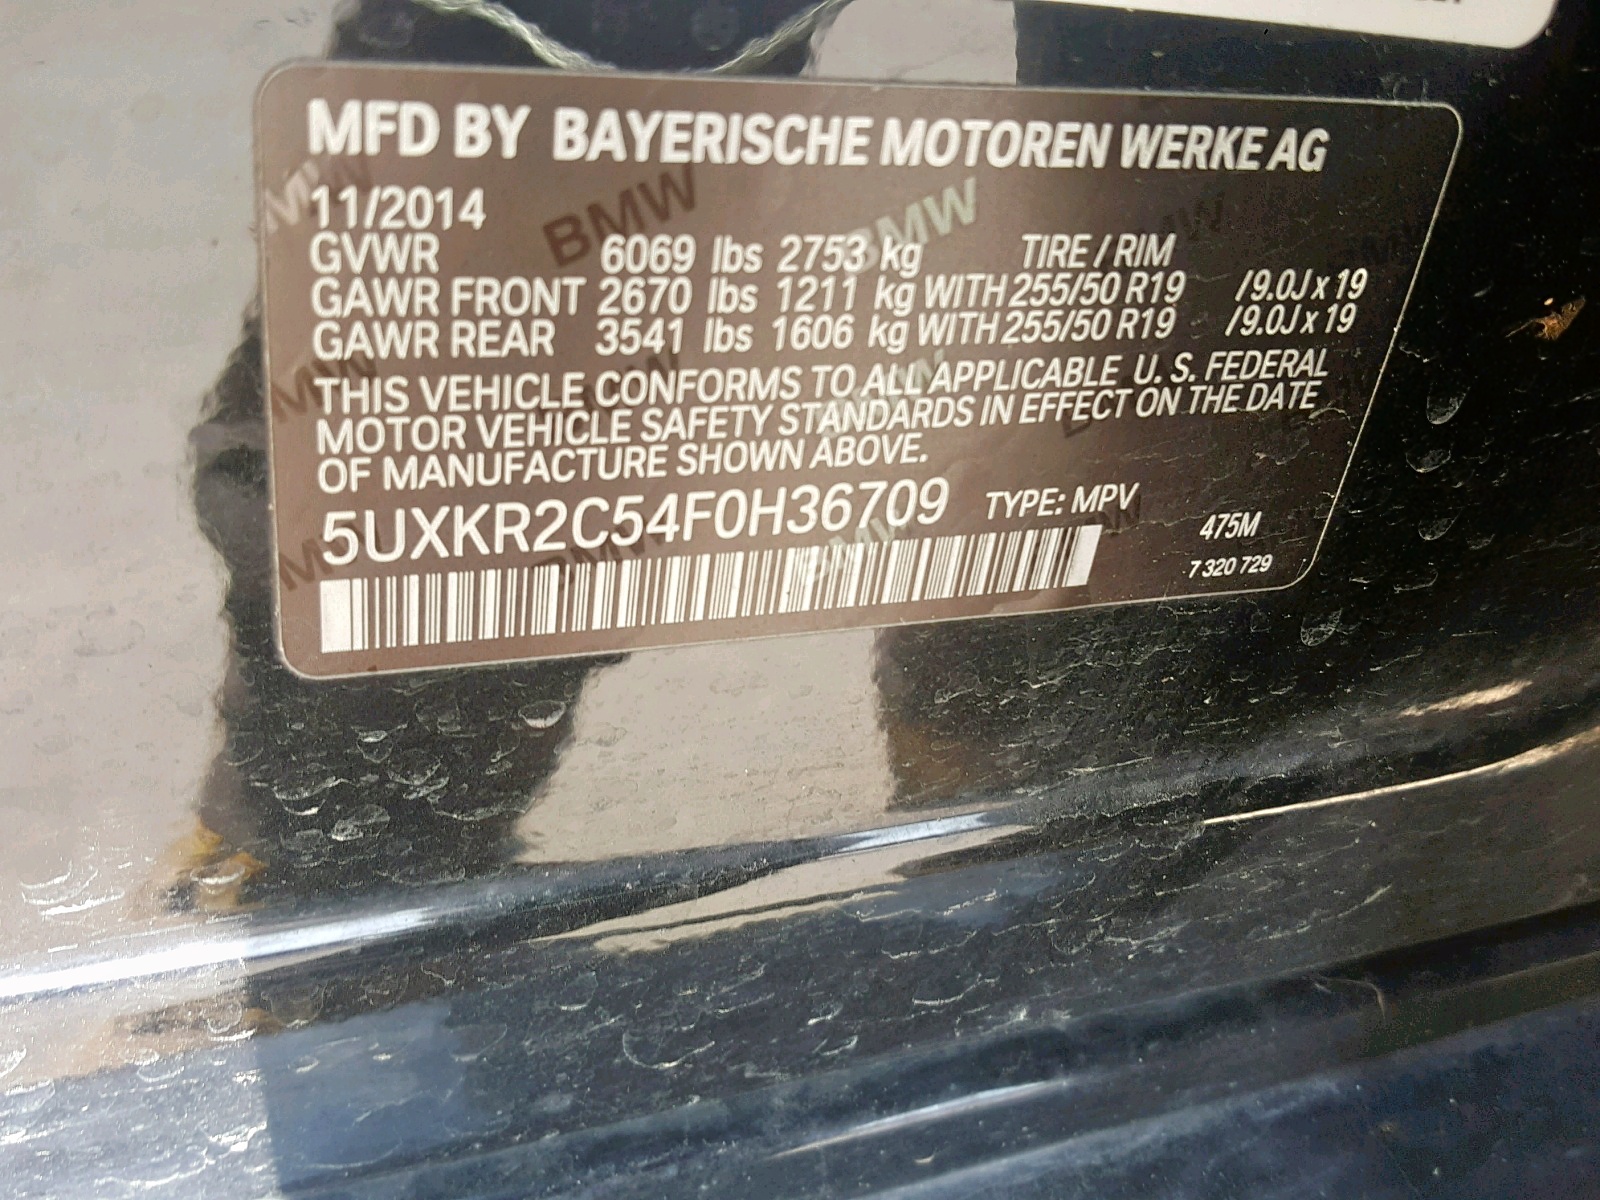 MFD BY BAYERISCHE MOTOREN WERKE AG
11/2014
GVWR 6069 lbs 2753 kg TIRE / RIM
GAWR FRONT 2670 lbs 1211 kg WITH 255/50 R19 /9.0J x 19
GAWR REAR 3541 lbs 1606 kg WITH 255/50 R19 /9.0J x 19
THIS VEHICLE CONFORMS TO ALL APPLICABLE U. S. FEDERAL
MOTOR VEHICLE SAFETY STANDARDS IN EFFECT ON THE DATE
OF MANUFACTURE SHOWN ABOVE.
5UXKR2C54F0H36709 TYPE: MPV
475M
7 320 729